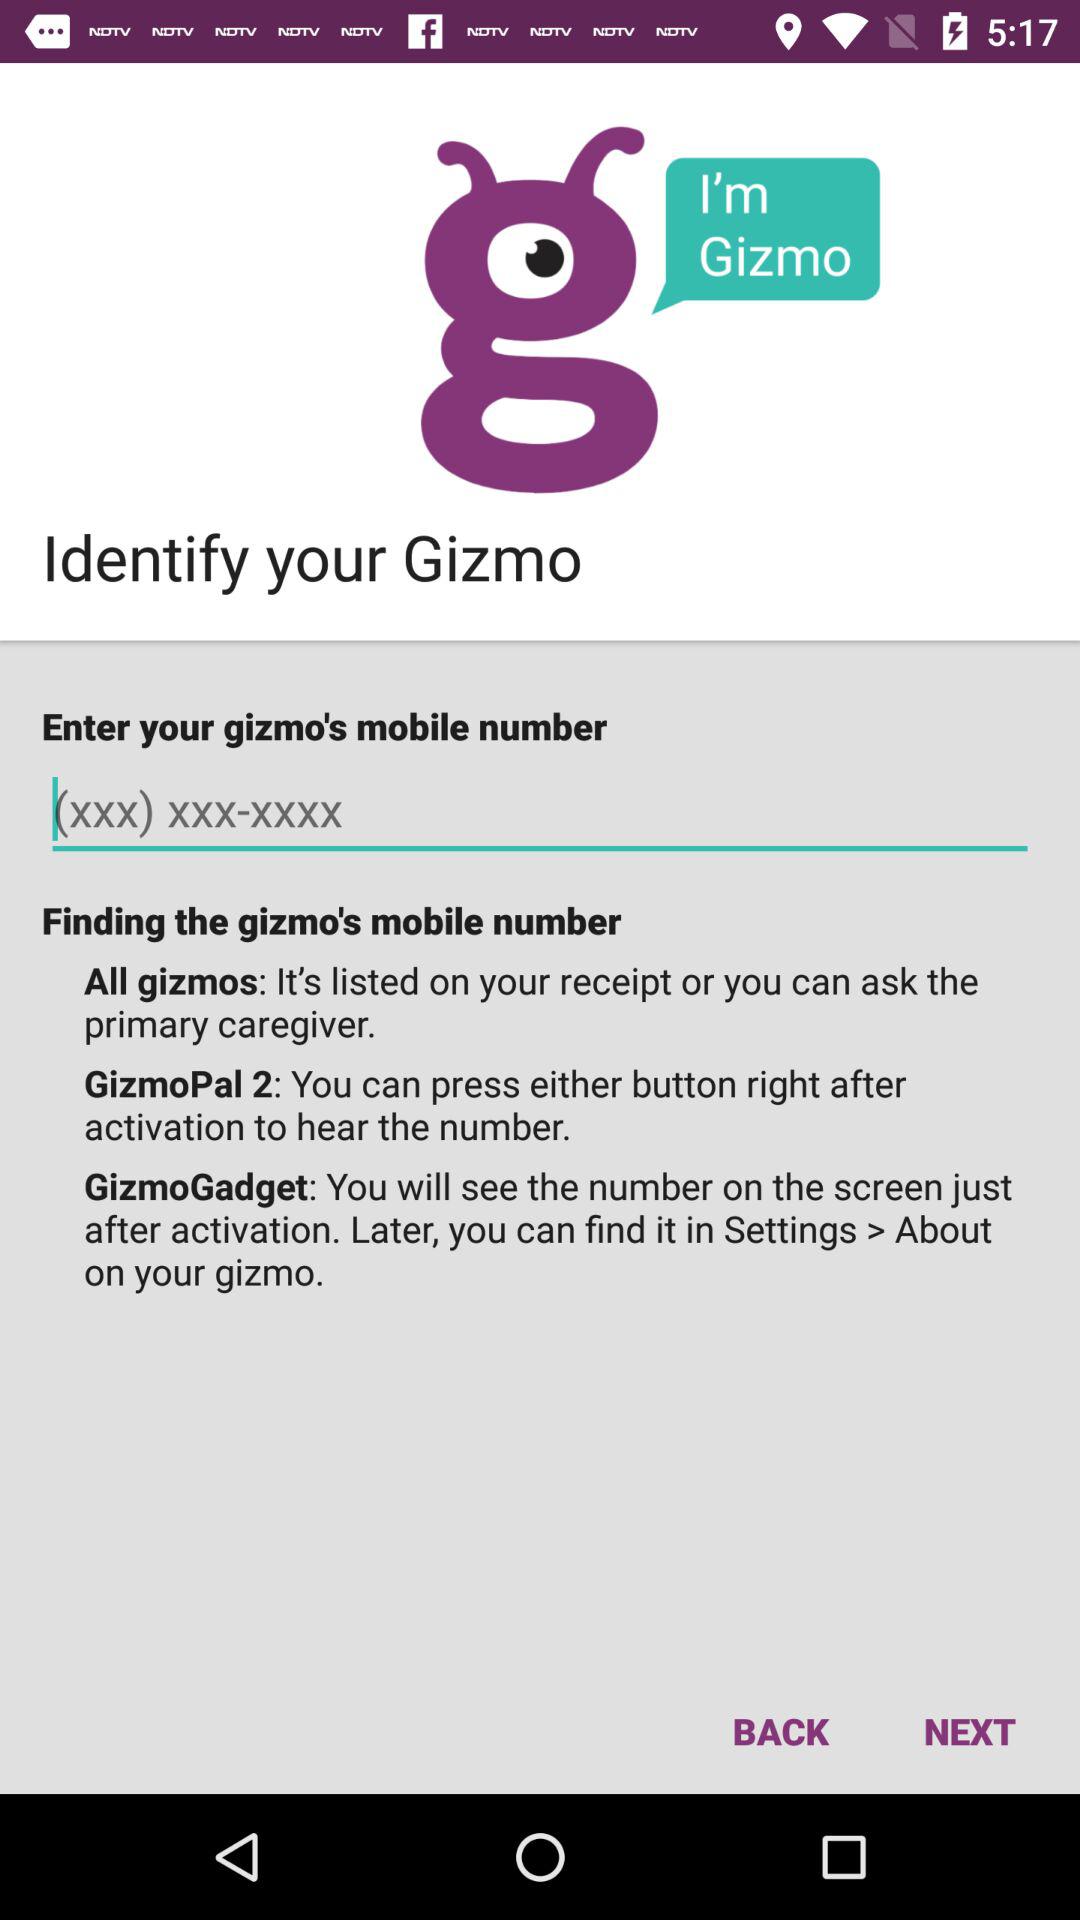 NDTV NDTV NDTV NDTV NDTV NDTV NDTV NDTV NDTV 5:17
I’m
Gizmo
Identify your Gizmo
Enter your gizmo's mobile number
(xxx) xxx-xxxx
Finding the gizmo's mobile number
All gizmos: It’s listed on your receipt or you can ask the
primary caregiver.
GizmoPal 2: You can press either button right after
activation to hear the number.
GizmoGadget: You will see the number on the screen just
after activation. Later, you can find it in Settings > About
on your gizmo.
BACK NEXT